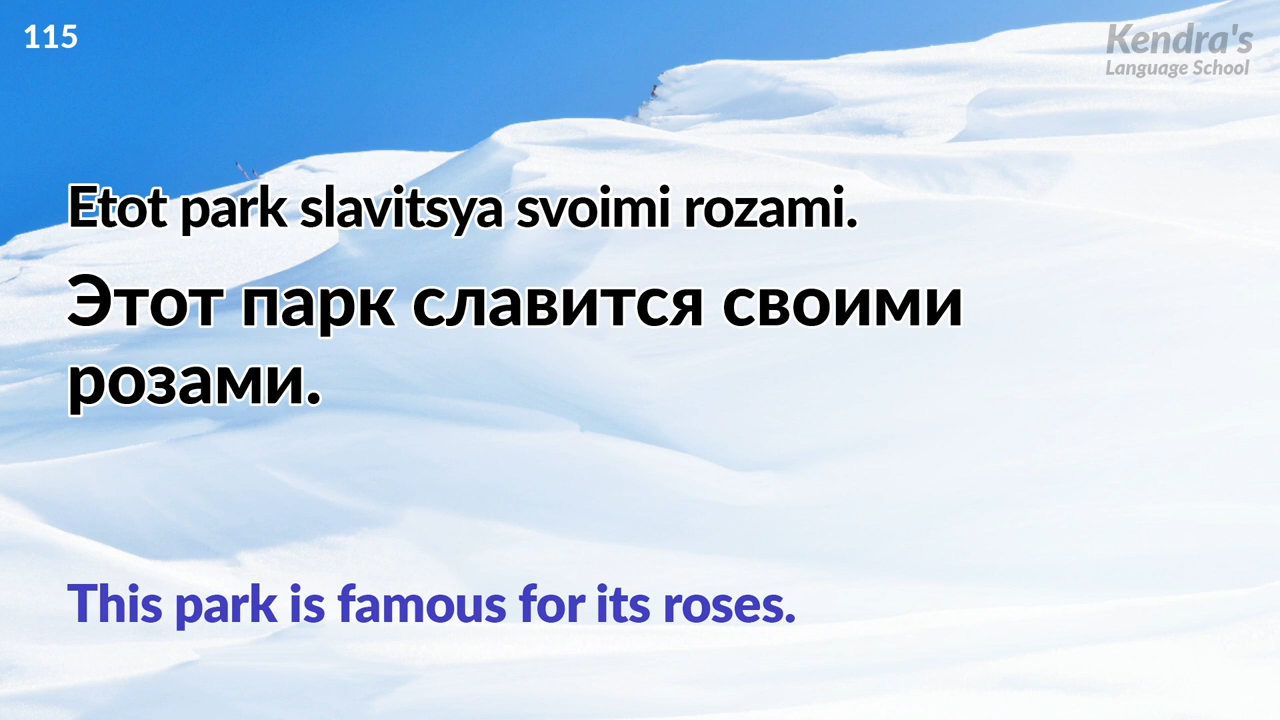 115
Kendra's
Language School
Etot park slavitsya svoimi rozami.
Этот парк славится своими
розами.
This park is famous for its roses.